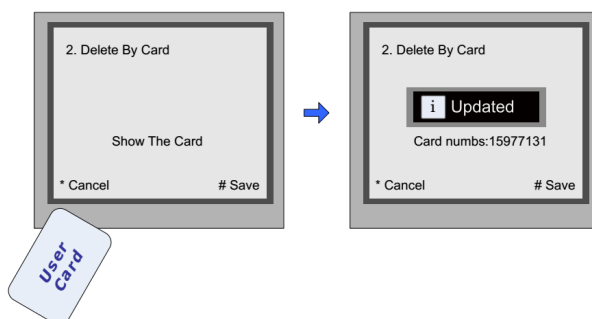 2. Delete By Card
Show The Card
* Cancel # Save
User
Card
2. Delete By Card
i Updated
Card numbs:15977131
* Cancel # Save